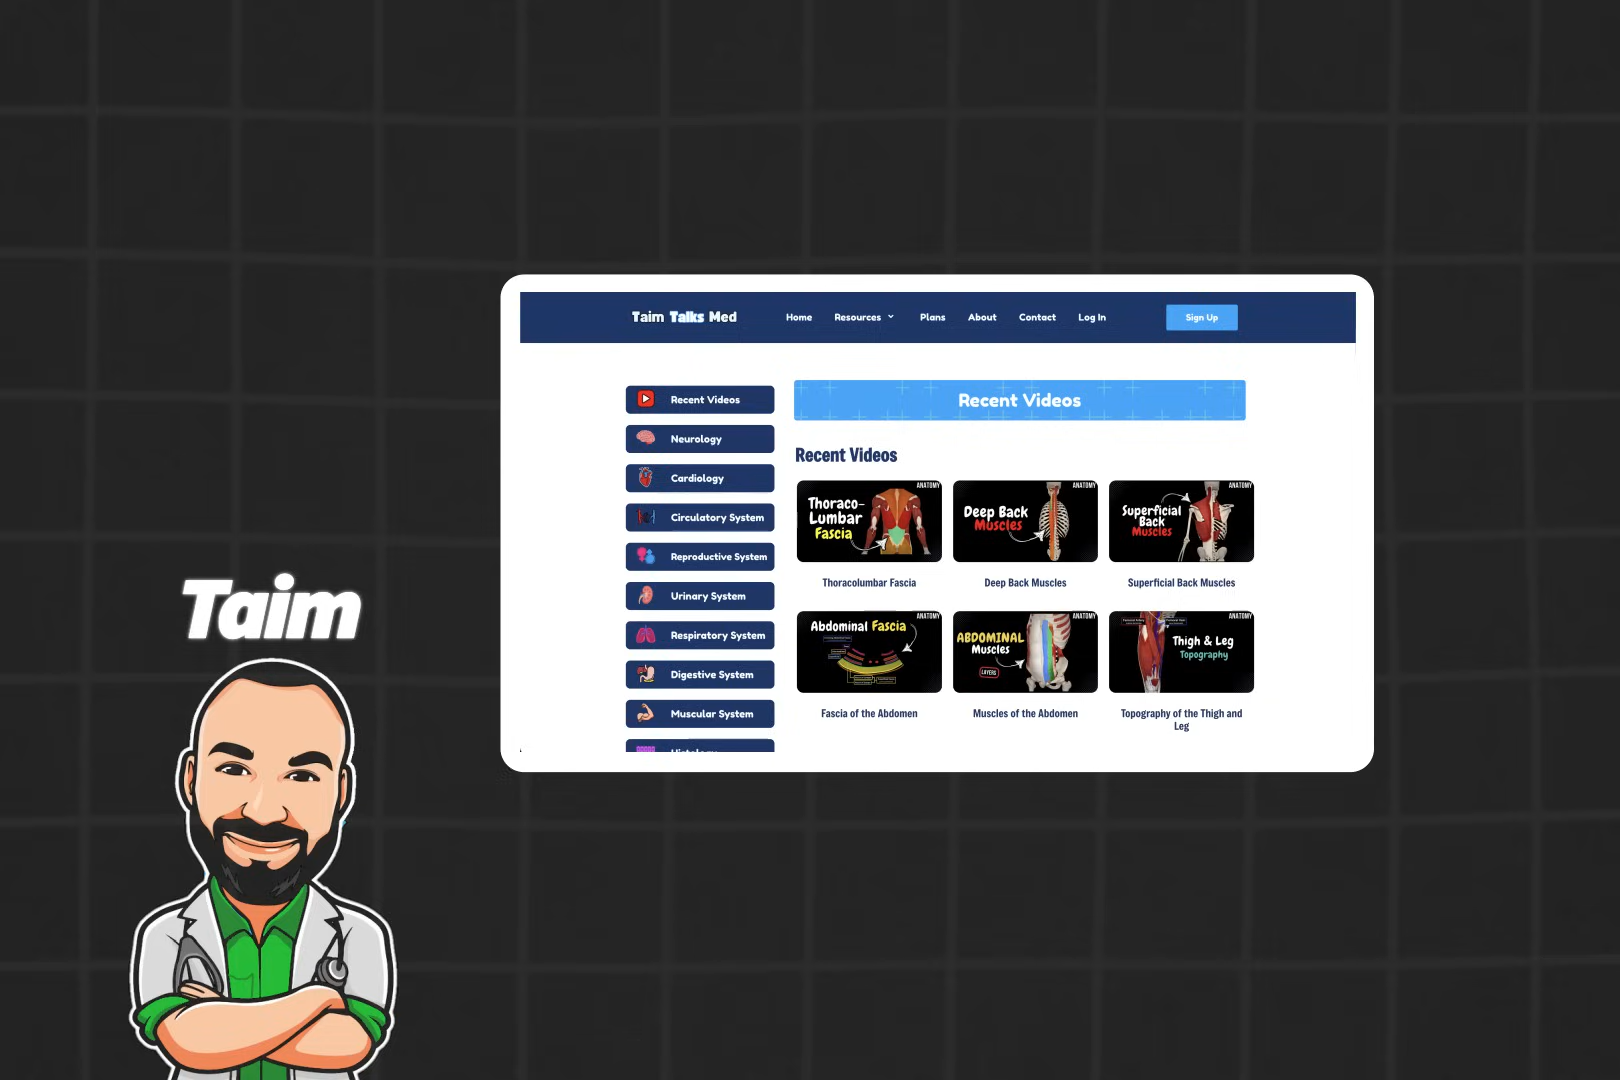 Taim Talks Med
Home
Resources
Plans
About
Contact
Log In
Sign Up
Recent Videos
Neurology
Cardiology
Circulatory System
Reproductive System
Urinary System
Respiratory System
Digestive System
Muscular System
Histology
Recent Videos
Recent Videos
ANATOMY
Thoraco-
Lumbar
Fascia
Thoracolumbar Fascia
ANATOMY
Deep Back
Muscles
Deep Back Muscles
ANATOMY
Superficial
Back
Muscles
Superficial Back Muscles
ANATOMY
Abdominal Fascia
Fascia of the Abdomen
ANATOMY
ABDOMINAL
Muscles
LAYERS
Muscles of the Abdomen
ANATOMY
Thigh & Leg
Topography
Topography of the Thigh and
Leg
Taim